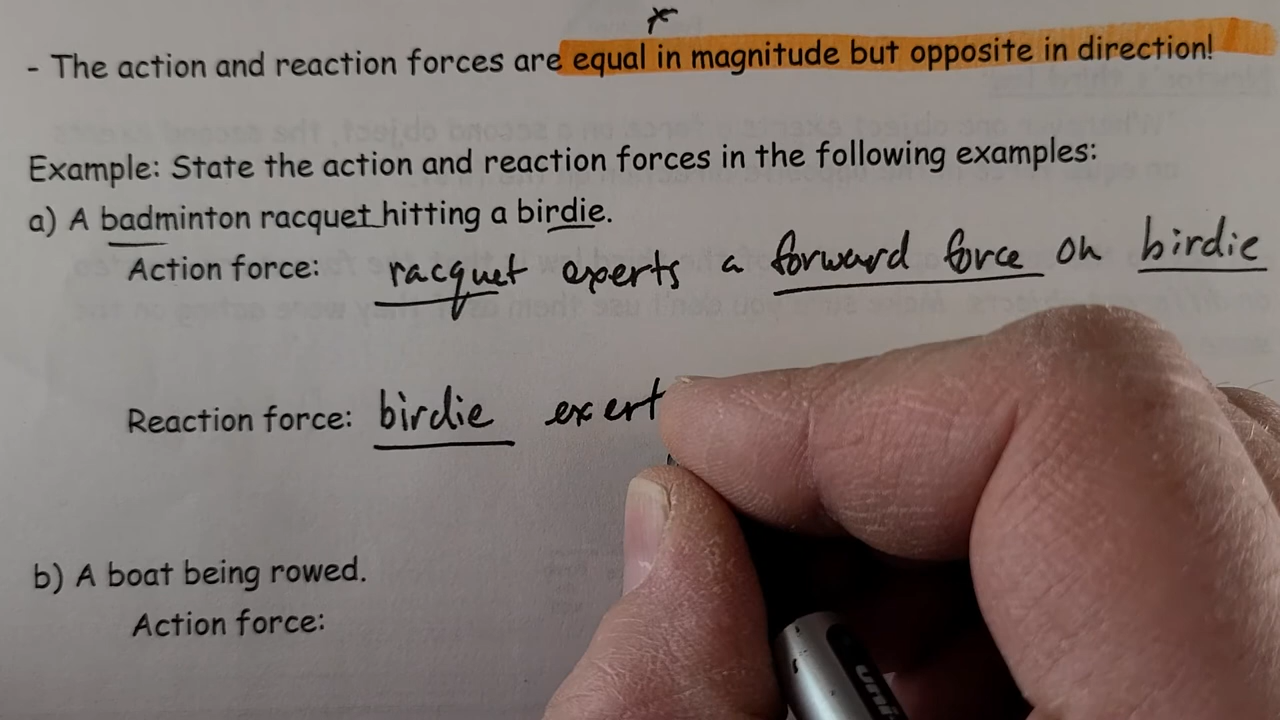 - The action and reaction forces are equal in magnitude but opposite in direction!
Example: State the action and reaction forces in the following examples:
a) A badminton racquet hitting a birdie.
Action force: racquet experts a forward force on birdie
Reaction force: birdie exert
b) A boat being rowed.
Action force:
uni